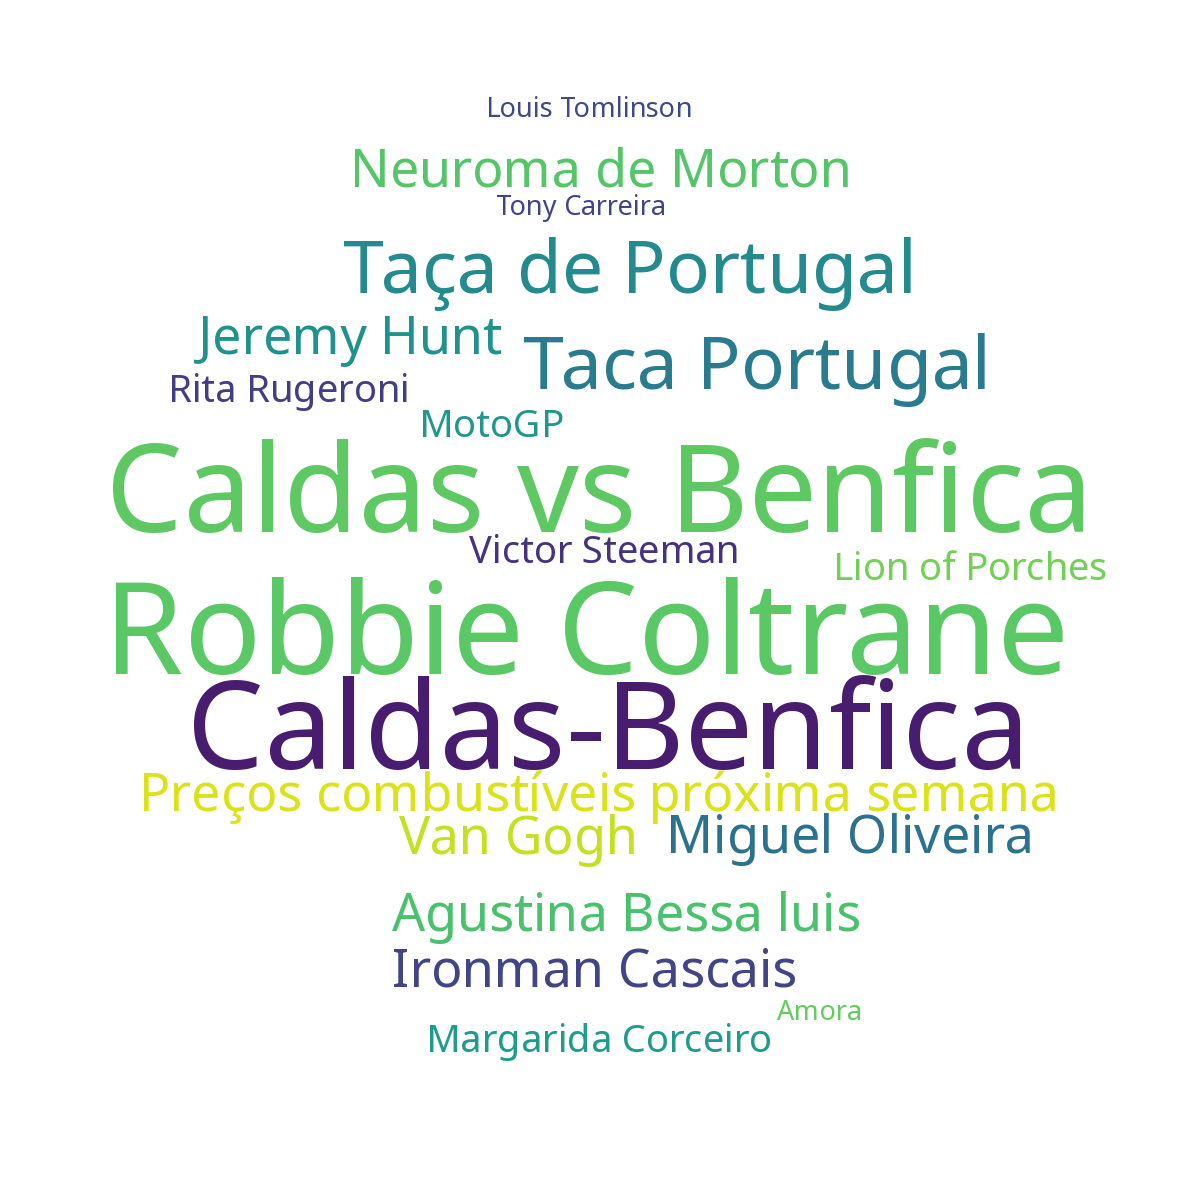 Louis Tomlinson
Neuroma de Morton
Tony Carreira
Taça de Portugal
Jeremy Hunt
Taca Portugal
Rita Rugeroni
MotoGP
Caldas vs Benfica
Victor Steeman
Lion of Porches
Robbie Coltrane
Caldas-Benfica
Preços combustíveis próxima semana
Van Gogh
Miguel Oliveira
Agustina Bessa luis
Ironman Cascais
Amora
Margarida Corceiro